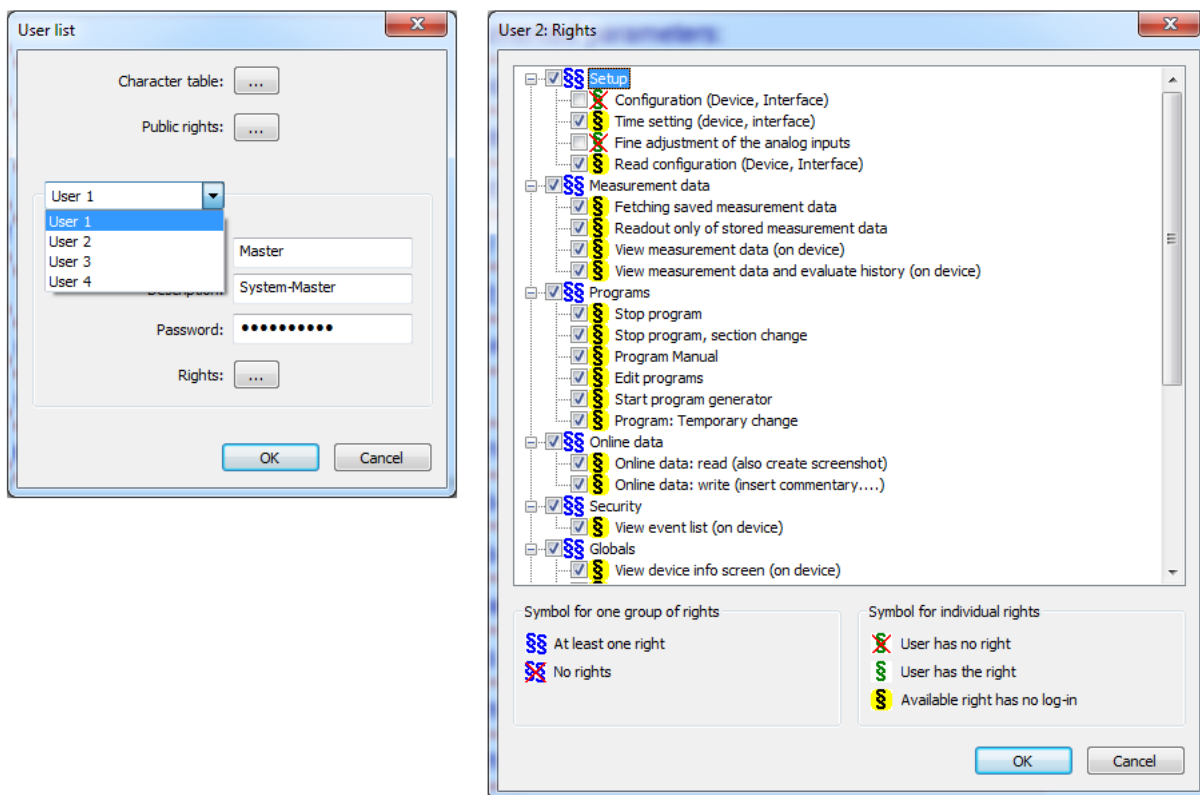 User list
Character table:
...
Public rights:
...
User 1
User 1
User 2
User 3
User 4
Master
Description:
System-Master
Password:
••••••••••
Rights:
...
OK
Cancel
User 2: Rights
parameters:
§§ Setup
§ Configuration (Device, Interface)
§ Time setting (device, interface)
§ Fine adjustment of the analog inputs
§ Read configuration (Device, Interface)
§§ Measurement data
§ Fetching saved measurement data
§ Readout only of stored measurement data
§ View measurement data (on device)
§ View measurement data and evaluate history (on device)
§§ Programs
§ Stop program
§ Stop program, section change
§ Program Manual
§ Edit programs
§ Start program generator
§ Program: Temporary change
§§ Online data
§ Online data: read (also create screenshot)
§ Online data: write (insert commentary....)
§§ Security
§ View event list (on device)
§§ Globals
§ View device info screen (on device)
Symbol for one group of rights
§§ At least one right
§§ No rights
Symbol for individual rights
§ User has no right
§ User has the right
§ Available right has no log-in
OK
Cancel